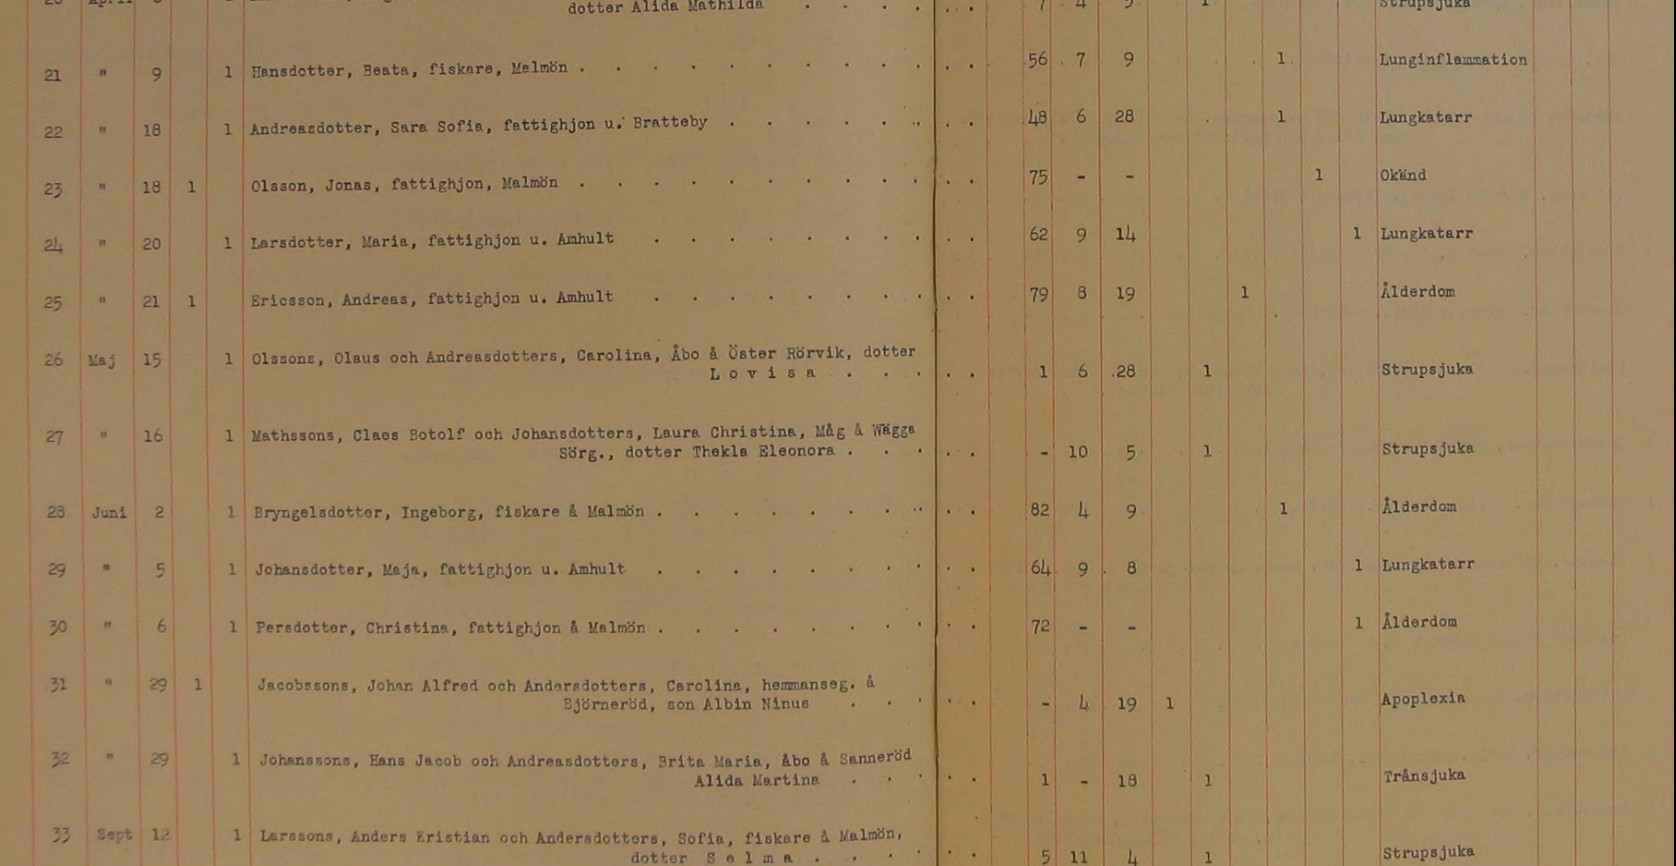 20 April 8 dotter Alida Mathilda . . . . . . 7 4 9 1 Strupsjuka
21 " 9 1 Hansdotter, Beata, fiskare, Malmön . . . . . . . . . . . . 56 7 9 1 Lunginflammation
22 " 18 1 Andreasdotter, Sara Sofia, fattighjon u. Bratteby . . . . . . . . 48 6 28 1 Lungkatarr
23 " 18 1 Olsson, Jonas, fattighjon, Malmön . . . . . . . . . . . . 75 - - 1 Okänd
24 " 20 1 Larsdotter, Maria, fattighjon u. Amhult . . . . . . . . . . 62 9 14 1 Lungkatarr
25 " 21 1 Ericsson, Andreas, fattighjon u. Amhult . . . . . . . . . . 79 8 19 1 Ålderdom
26 Maj 15 1 Olssons, Olaus och Andreasdotters, Carolina, Åbo å Öster Rörvik, dotter
L o v i s a . . . . . 1 6 28 1 Strupsjuka
27 " 16 1 Mathssons, Claes Botolf och Johansdotters, Laura Christina, Måg å Wägga
Sörg., dotter Thekla Eleonora . . . . . - 10 5 1 Strupsjuka
28 Juni 2 1 Bryngelsdotter, Ingeborg, fiskare å Malmön . . . . . . . . . . 82 4 9 1 Ålderdom
29 " 5 1 Johansdotter, Maja, fattighjon u. Amhult . . . . . . . . . . 64 9 8 1 Lungkatarr
30 " 6 1 Persdotter, Christina, fattighjon å Malmön . . . . . . . . . . 72 - - 1 Ålderdom
31 " 29 1 Jacobssons, Johan Alfred och Andersdotters, Carolina, hemmanseg. å
Björneröd, son Albin Ninus . . . . . - 4 19 1 Apoplexia
32 " 29 1 Johanssons, Hans Jacob och Andreasdotters, Brita Maria, åbo å Sanneröd
Alida Martina . . . . . 1 - 18 1 Trånsjuka
33 Sept 12 1 Larssons, Anders Kristian och Andersdotters, Sofia, fiskare å Malmön,
dotter S e l m a . . . . . 5 11 4 1 Strupsjuka